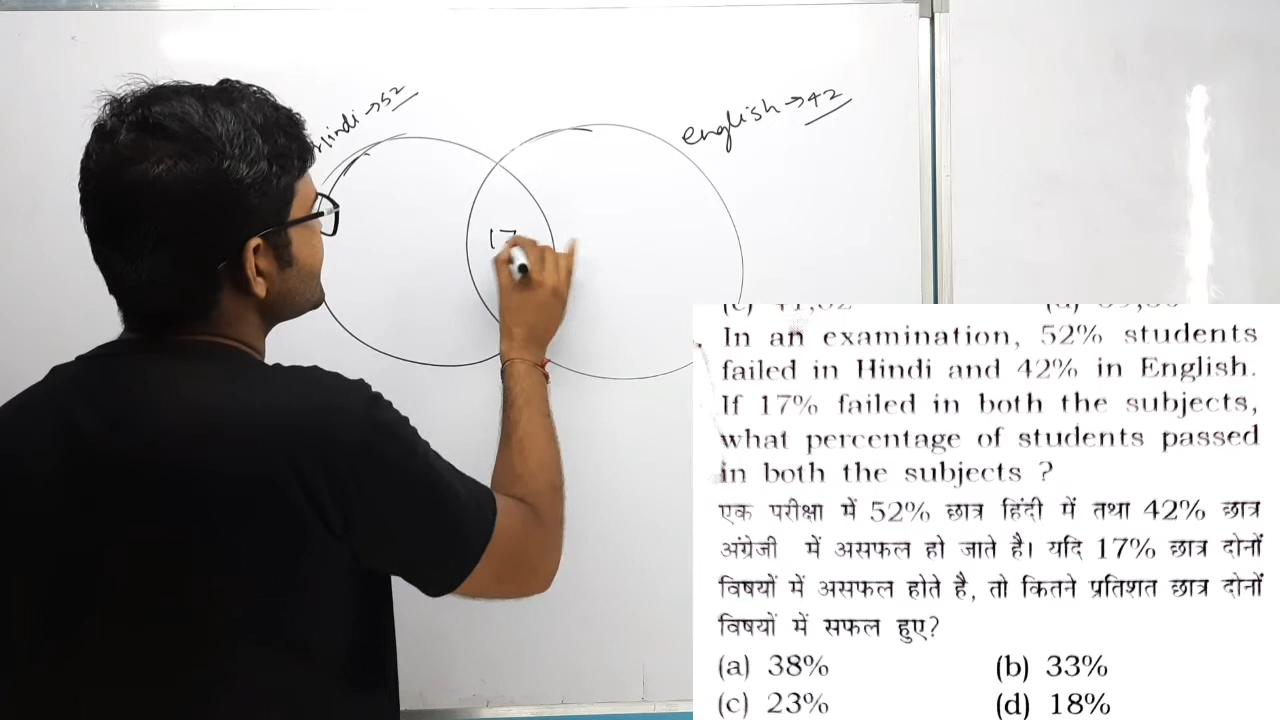 Hindi → 52
english → 42
17
In an examination, 52% students
failed in Hindi and 42% in English.
If 17% failed in both the subjects,
what percentage of students passed
in both the subjects ?
एक परीक्षा में 52% छात्र हिंदी में तथा 42% छात्र
अंग्रेजी में असफल हो जाते है। यदि 17% छात्र दोनों
विषयों में असफल होते है, तो कितने प्रतिशत छात्र दोनों
विषयों में सफल हुए?
(a) 38% (b) 33%
(c) 23% (d) 18%